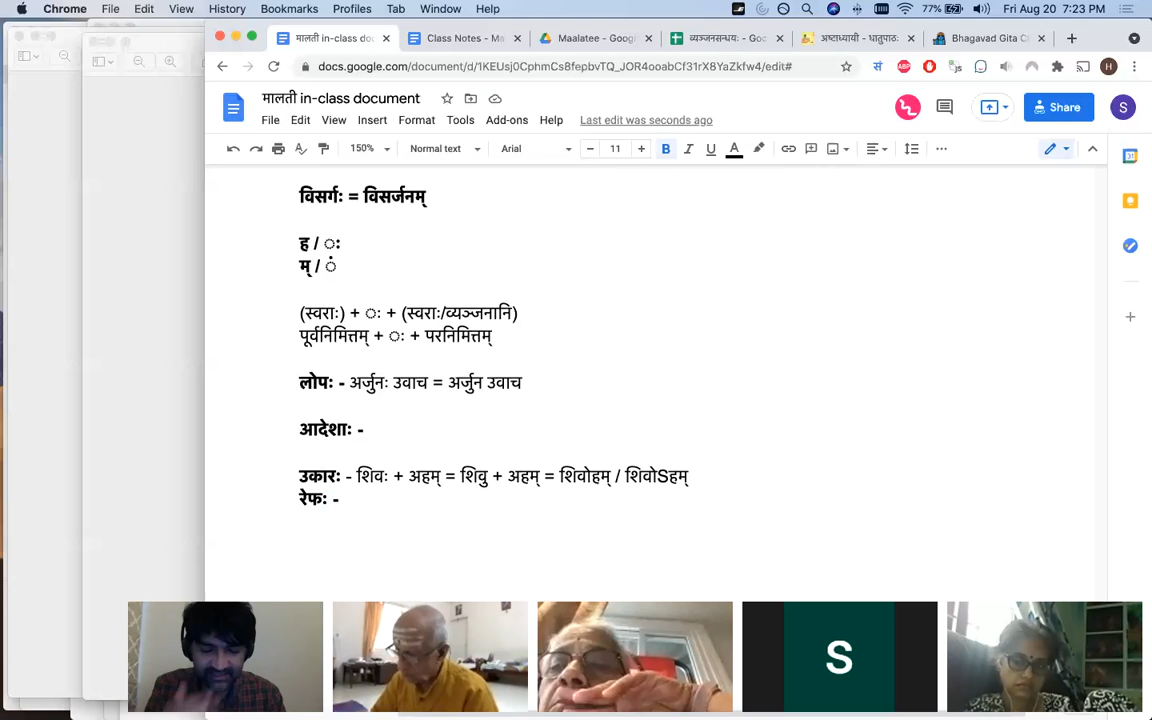 Chrome File Edit View History Bookmarks Profiles Tab Window Help 77% Fri Aug 20 7:23 PM
मालती in-class doc Class Notes - Ma Maalatee - Googl व्यञ्जनसन्धयः - Goo अष्टाध्यायी - धातुपाठः Bhagavad Gita C
docs.google.com/document/d/1KEUsj0CphmCs8fepbvTQ_JOR4ooabCf31rX8YaZkfw4/edit# सं ABP H
मालती in-class document Share S
File Edit View Insert Format Tools Add-ons Help Last edit was seconds ago
150% Normal text Arial 11 B I U A
विसर्गः = विसर्जनम्
ह / ः
म् / ं
(स्वराः) + ः + (स्वराः/व्यञ्जनानि)
पूर्वनिमित्तम् + ः + परनिमित्तम्
लोपः - अर्जुनः उवाच = अर्जुन उवाच
आदेशाः -
उकारः - शिवः + अहम् = शिवु + अहम् = शिवोहम् / शिवोSहम्
रेफः -
S